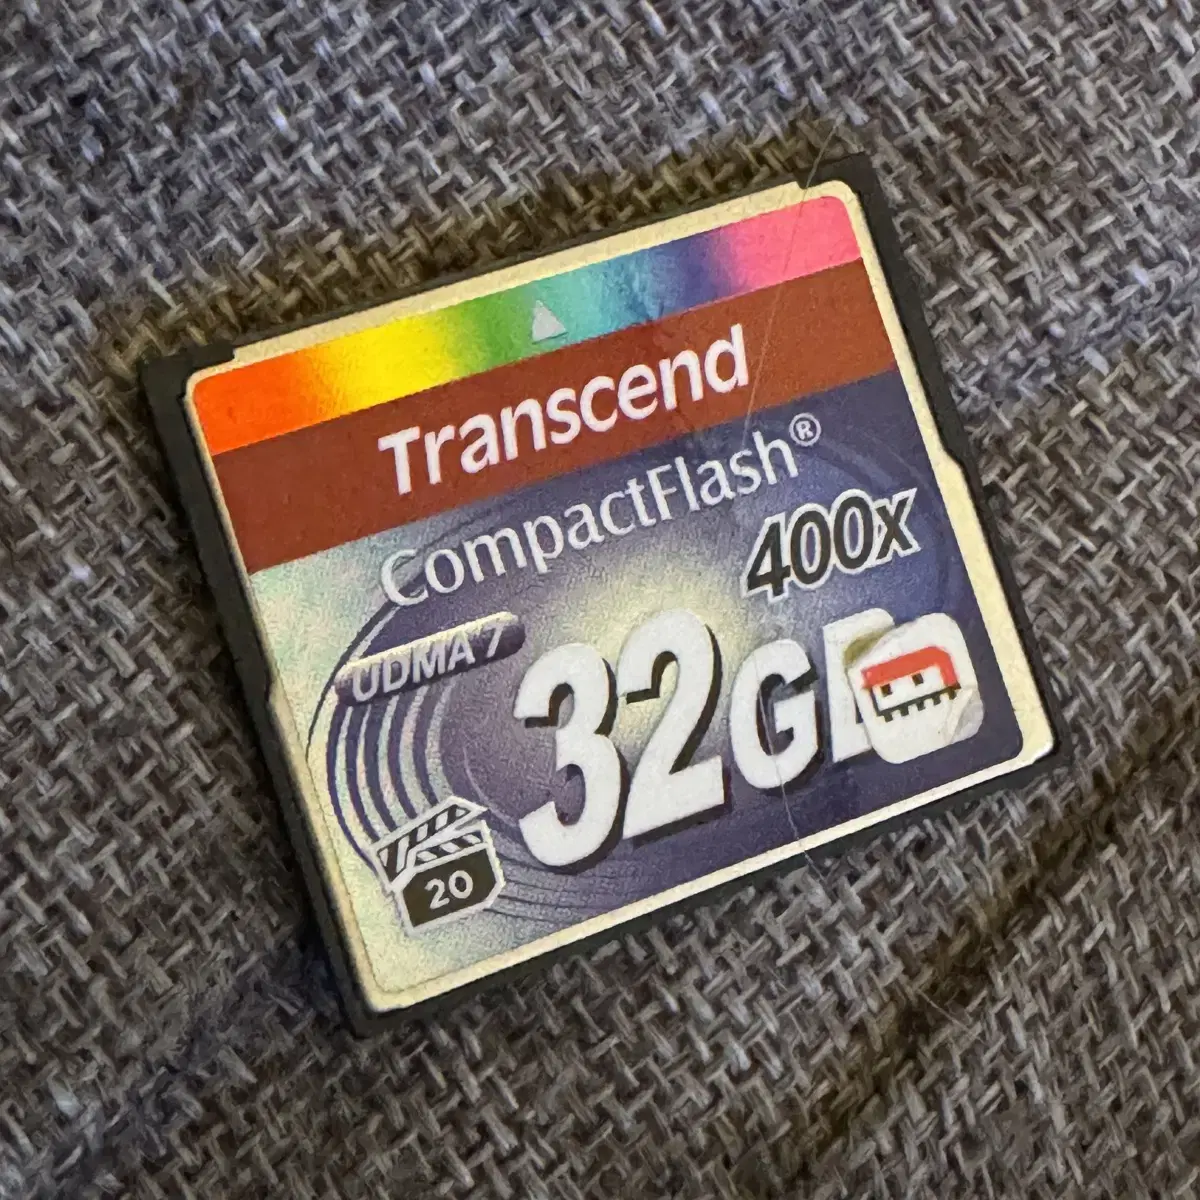 Transcend
CompactFlash®
400x
UDMA 7
32GB
20